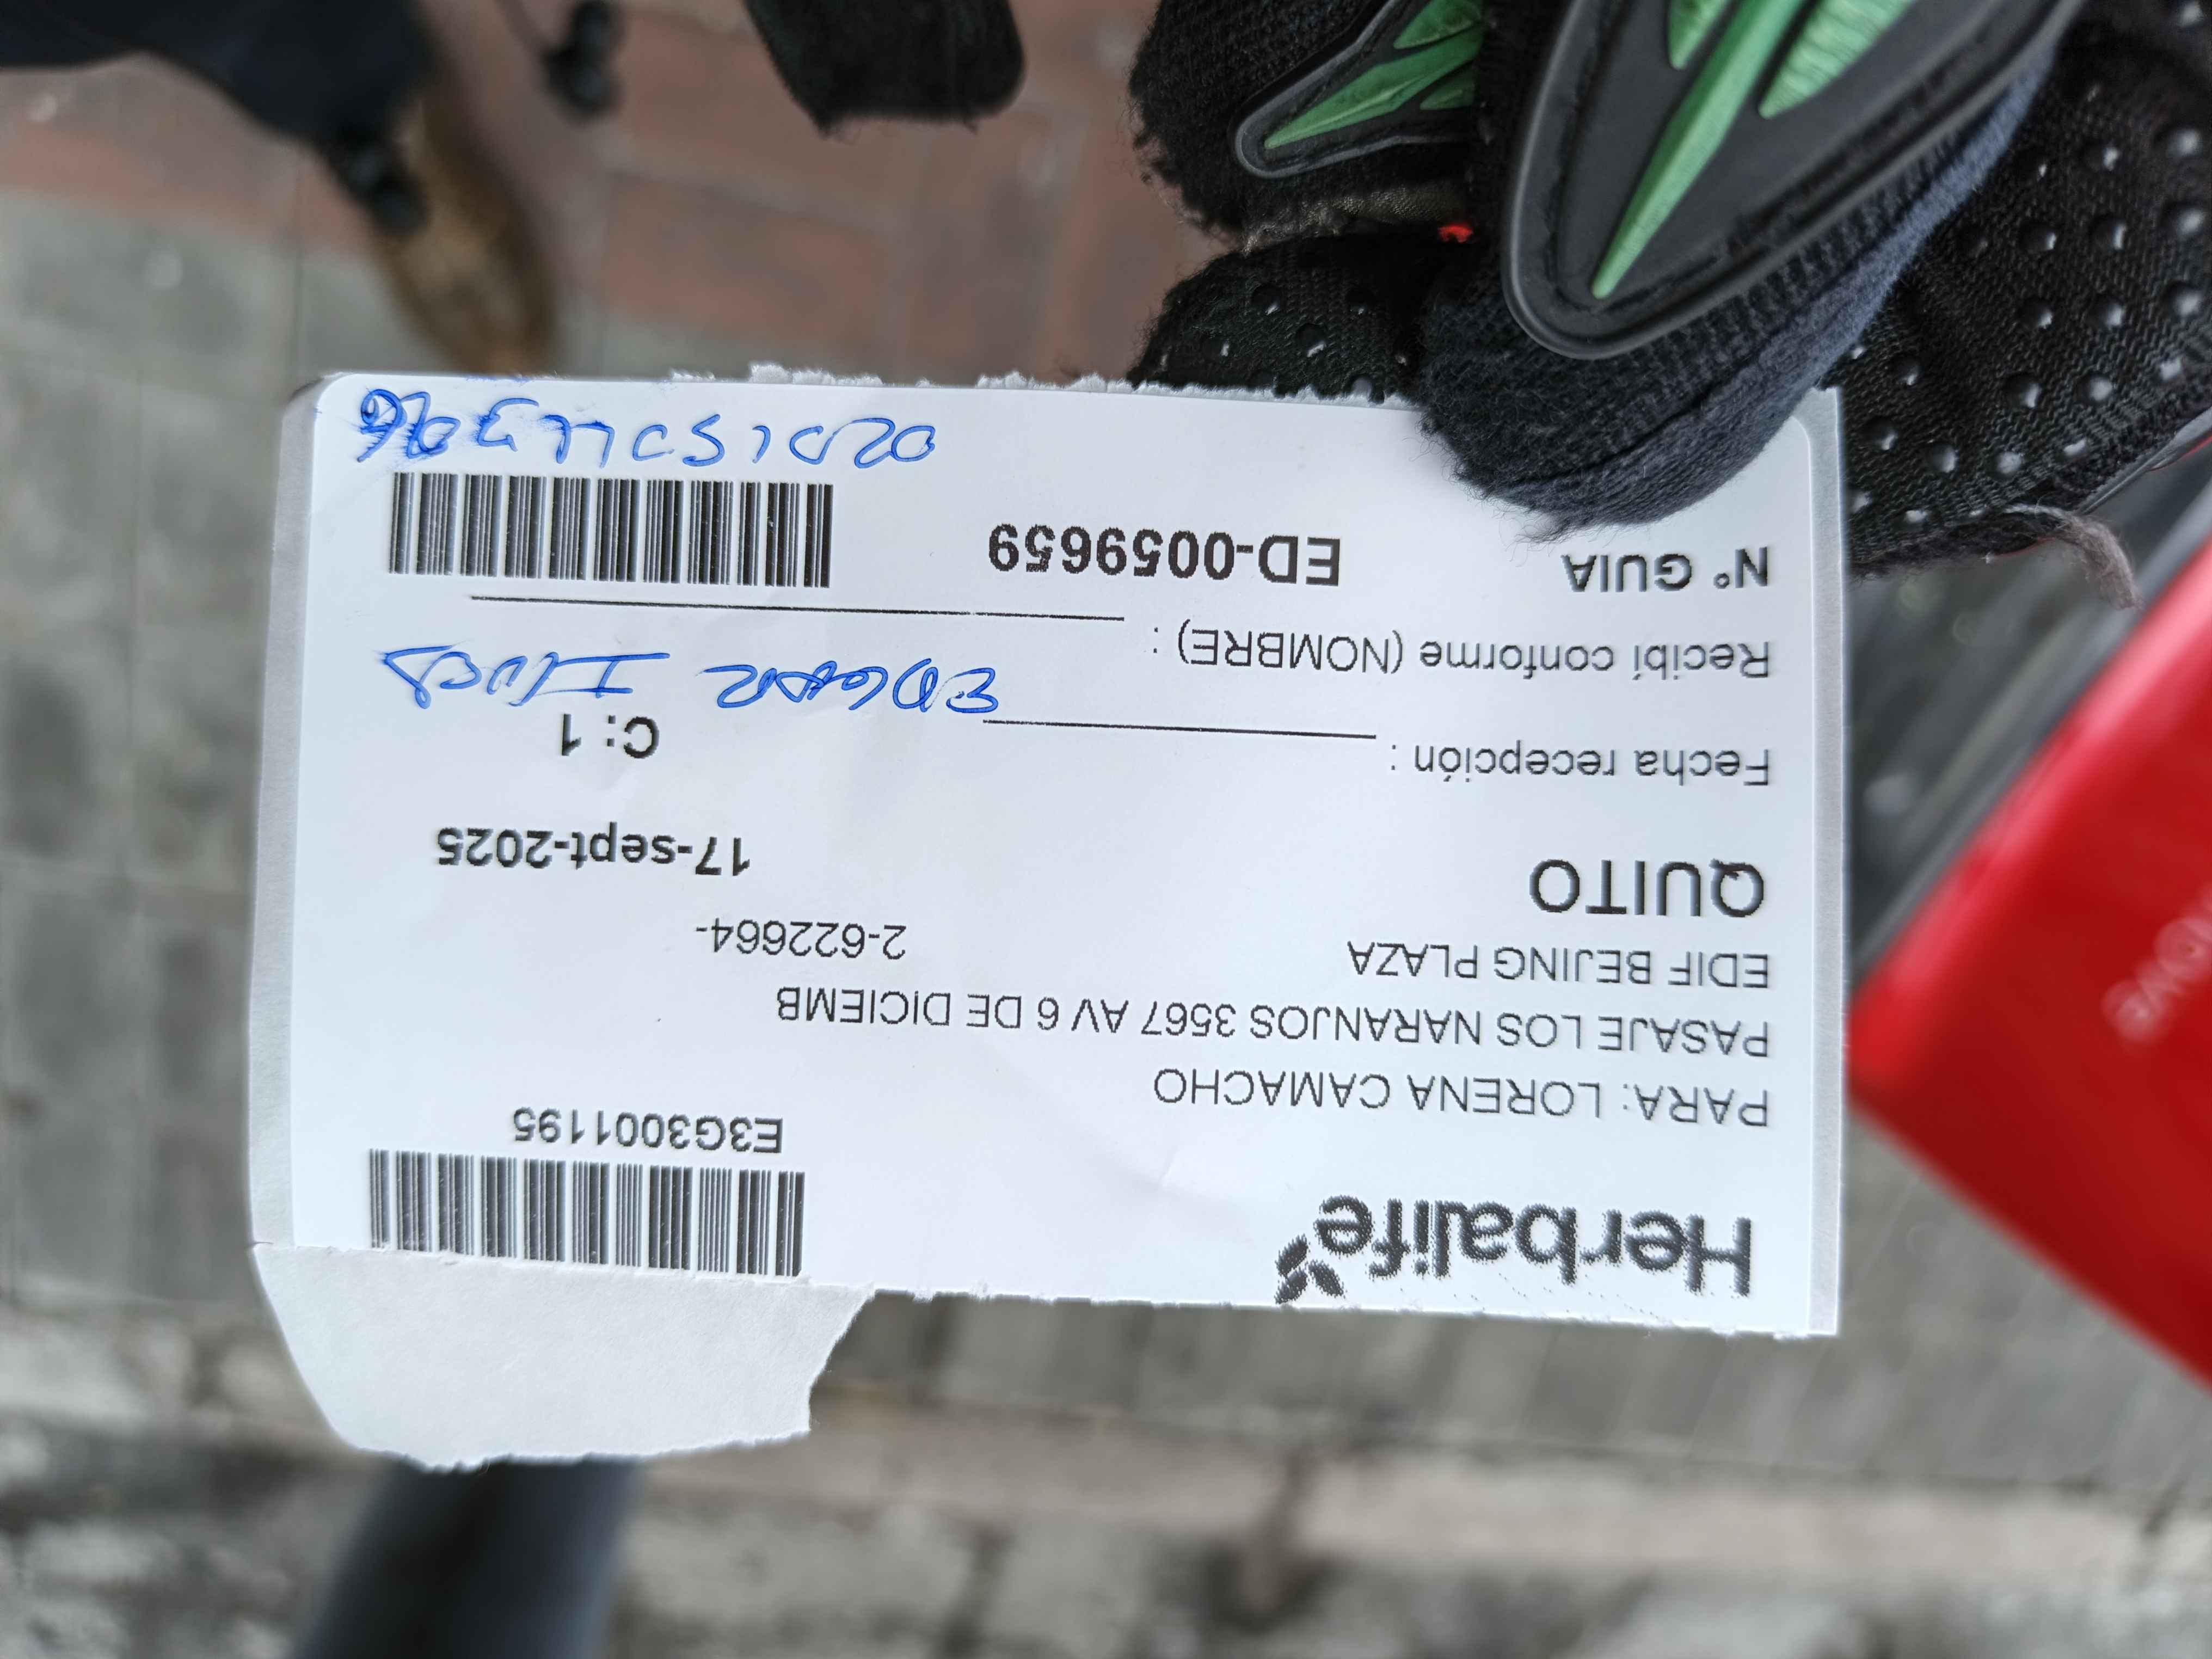 Herbalife
E3G3001195
PARA: LORENA CAMACHO
PASAJE LOS NARANJOS 3567 AV 6 DE DICIEMB
EDIF BEJING PLAZA 2-622664-
QUITO 17-sept-2025
Fecha recepción : C: 1
EDGAR
Recibí conforme (NOMBRE) :
N° GUIA ED-0059659